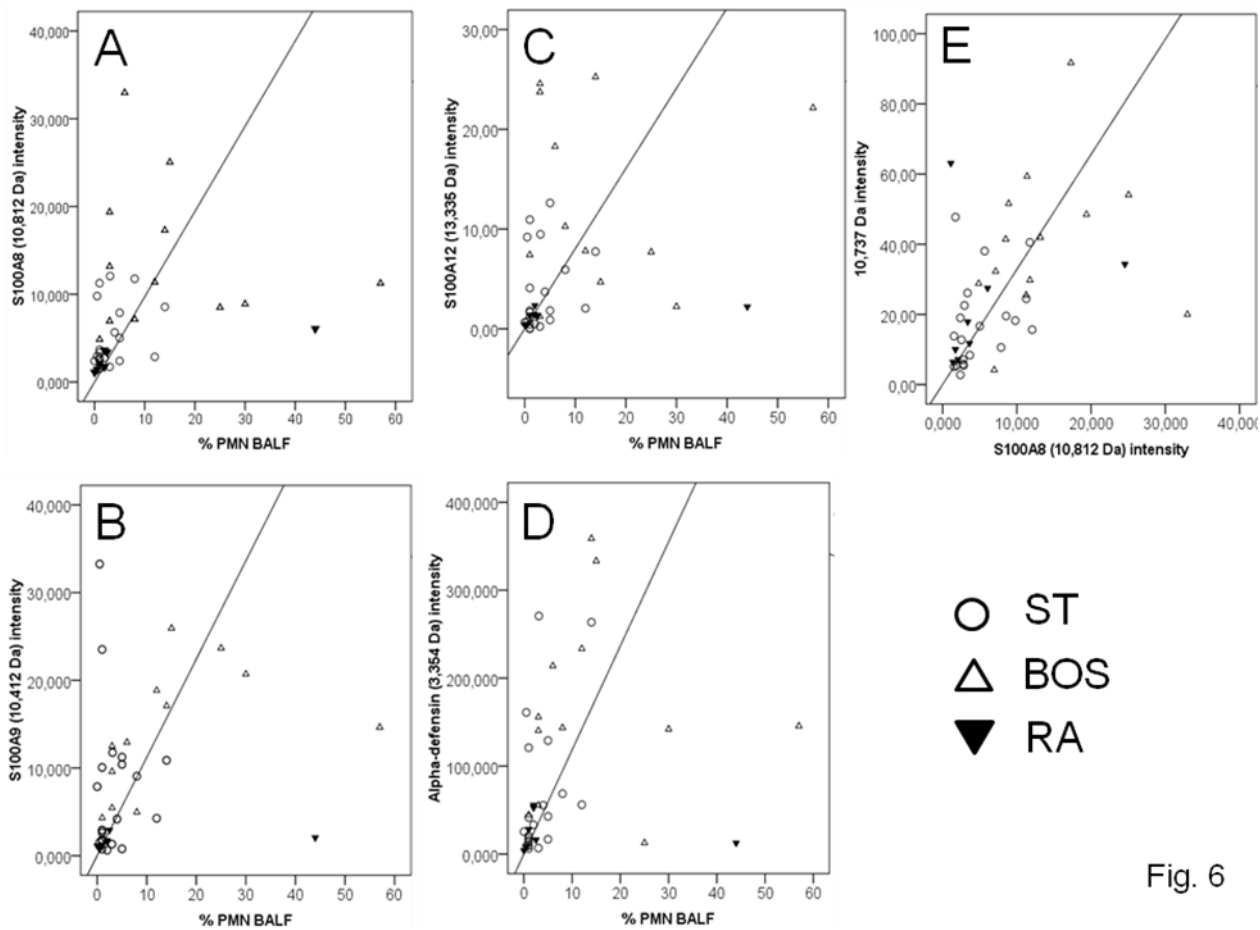 A
S100A8 (10,812 Da) intensity
40,000
30,000
20,000
10,000
0,000
0 10 20 30 40 50 60
% PMN BALF
C
S100A12 (13,335 Da) intensity
30,00
20,00
10,00
0,00
0 10 20 30 40 50 60
% PMN BALF
E
10,737 Da intensity
100,00
80,00
60,00
40,00
20,00
0,00
0,000 10,000 20,000 30,000 40,00
S100A8 (10,812 Da) intensity
B
S100A9 (10,412 Da) intensity
40,000
30,000
20,000
10,000
0,000
0 10 20 30 40 50 60
% PMN BALF
D
Alpha-defensin (3,354 Da) intensity
400,000
300,000
200,000
100,000
0,000
0 10 20 30 40 50 60
% PMN BALF
ST
BOS
RA
Fig. 6